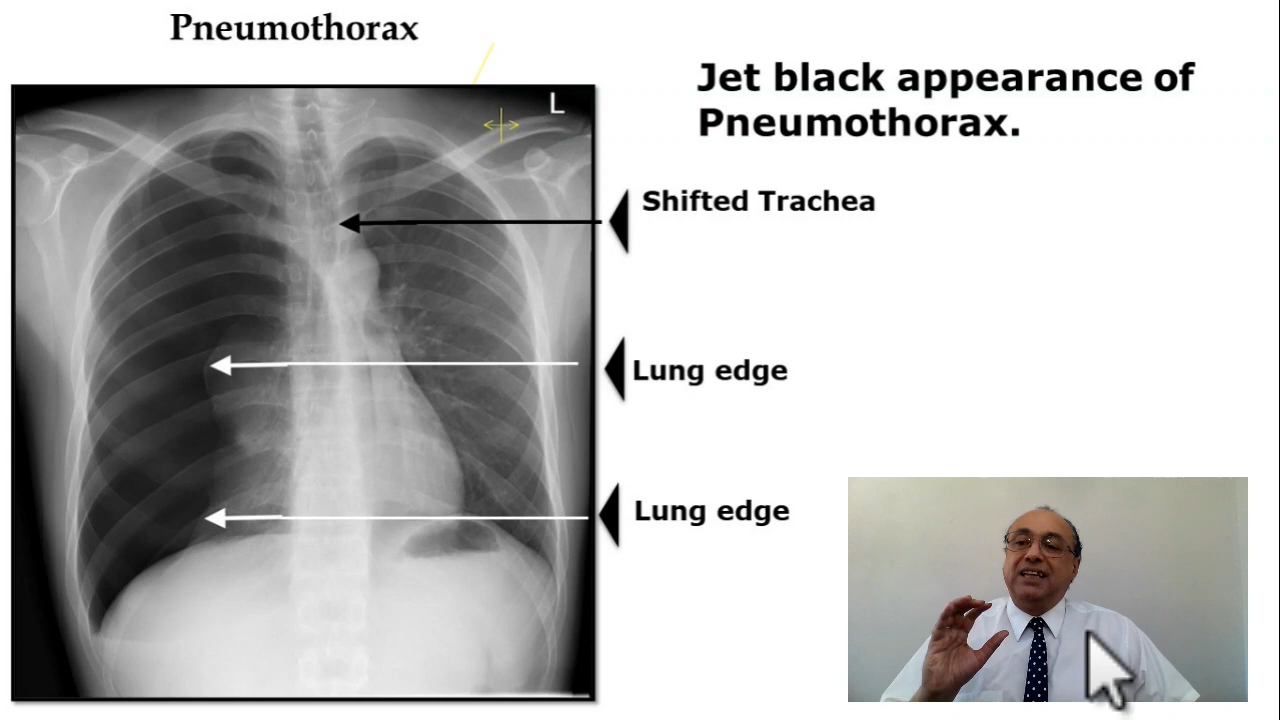 Pneumothorax
L
Jet black appearance of
Pneumothorax.
Shifted Trachea
Lung edge
Lung edge